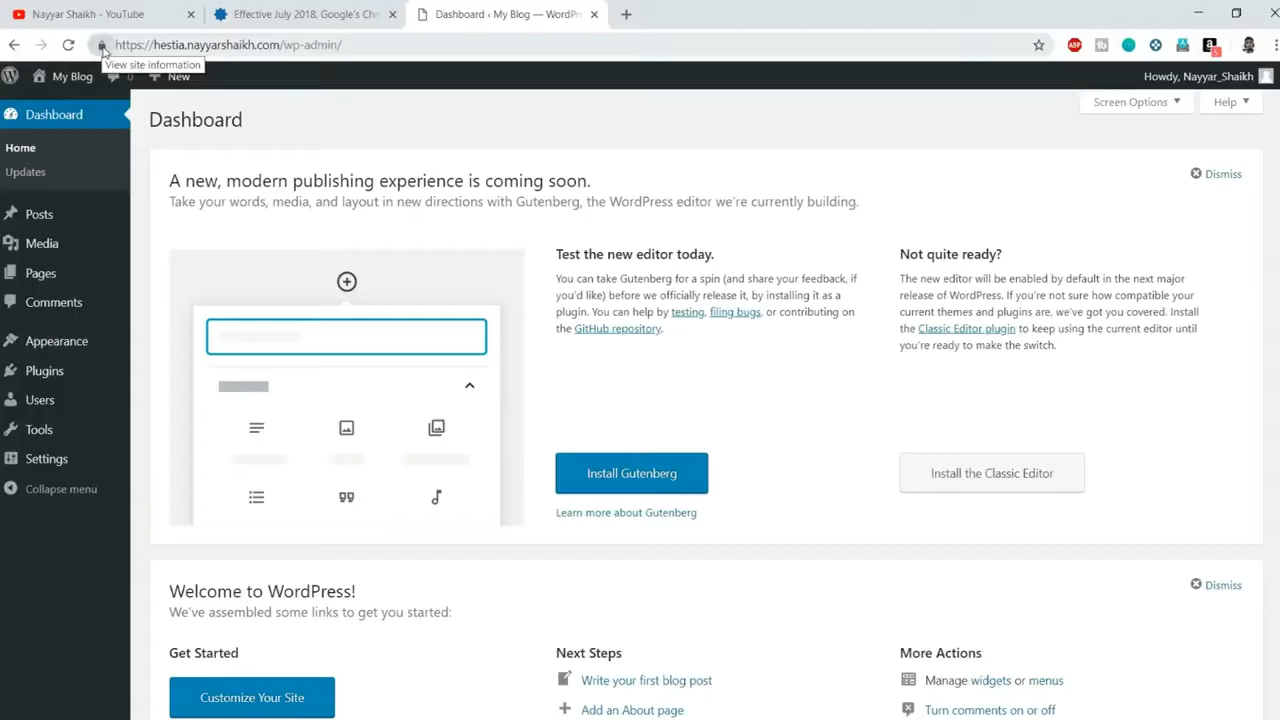 Nayyar Shaikh - YouTube
Effective July 2018, Google's Chr
Dashboard ‹ My Blog — WordPr
https://hestia.nayyarshaikh.com/wp-admin/
ABP
View site information
My Blog
0
New
Howdy, Nayyar_Shaikh
Dashboard
Home
Updates
Posts
Media
Pages
Comments
Appearance
Plugins
Users
Tools
Settings
Collapse menu
Screen Options
Help
Dashboard
A new, modern publishing experience is coming soon.
Dismiss
Take your words, media, and layout in new directions with Gutenberg, the WordPress editor we're currently building.
Test the new editor today.
You can take Gutenberg for a spin (and share your feedback, if
you'd like) before we officially release it, by installing it as a
plugin. You can help by testing, filing bugs, or contributing on
the GitHub repository.
Install Gutenberg
Learn more about Gutenberg
Not quite ready?
The new editor will be enabled by default in the next major
release of WordPress. If you're not sure how compatible your
current themes and plugins are, we've got you covered. Install
the Classic Editor plugin to keep using the current editor until
you're ready to make the switch.
Install the Classic Editor
Welcome to WordPress!
Dismiss
We've assembled some links to get you started:
Get Started
Customize Your Site
Next Steps
Write your first blog post
Add an About page
More Actions
Manage widgets or menus
Turn comments on or off